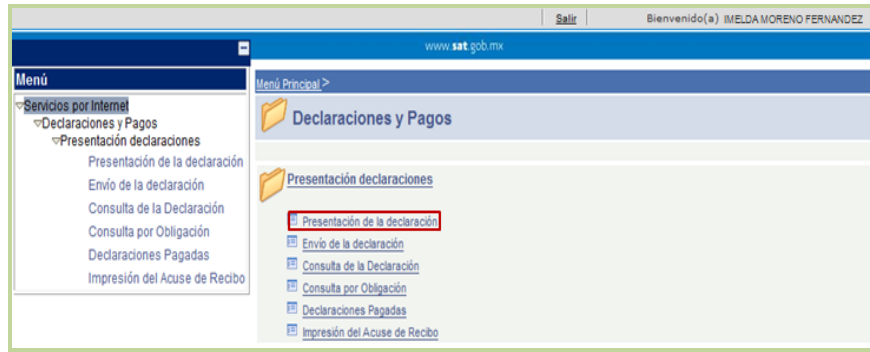 Salir
Bienvenido(a) IMELDA MORENO FERNANDEZ
www.sat.gob.mx
Menú
Servicios por Internet
Declaraciones y Pagos
Presentación declaraciones
Presentación de la declaración
Envío de la declaración
Consulta de la Declaración
Consulta por Obligación
Declaraciones Pagadas
Impresión del Acuse de Recibo
Menú Principal >
Declaraciones y Pagos
Presentación declaraciones
Presentación de la declaración
Envío de la declaración
Consulta de la Declaración
Consulta por Obligación
Declaraciones Pagadas
Impresión del Acuse de Recibo